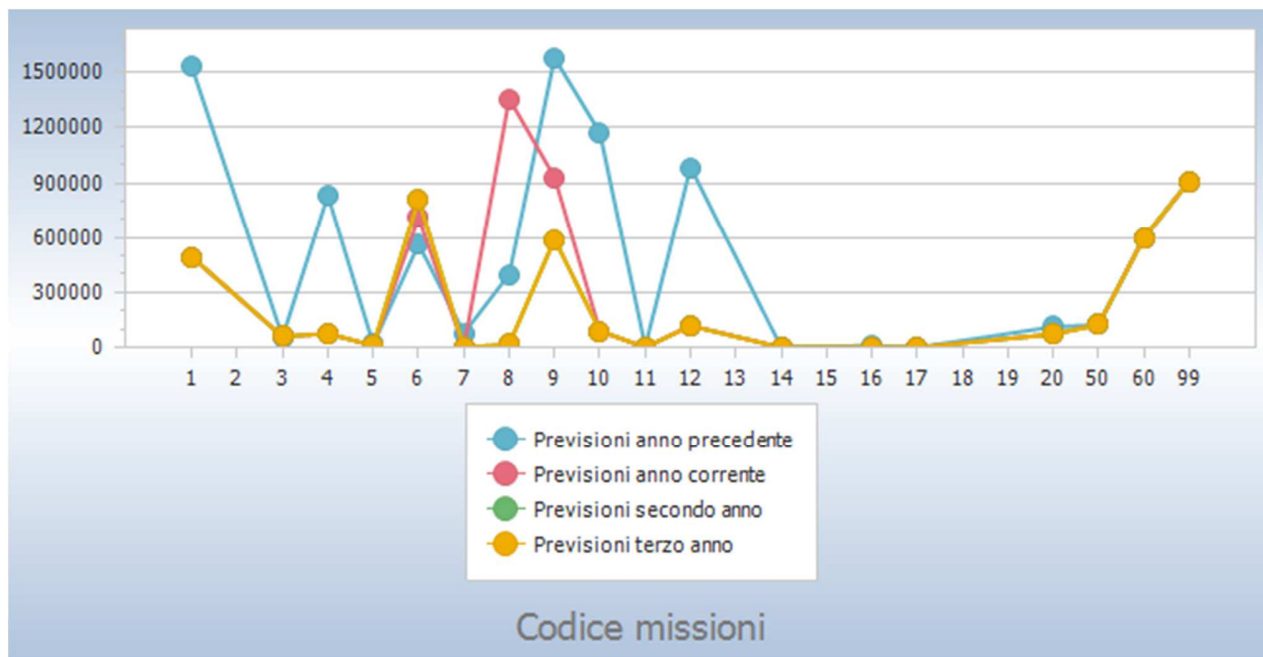 1500000
1200000
900000
600000
300000
0
1 2 3 4 5 6 7 8 9 10 11 12 13 14 15 16 17 18 19 20 50 60 99
Previsioni anno precedente
Previsioni anno corrente
Previsioni secondo anno
Previsioni terzo anno
Codice missioni